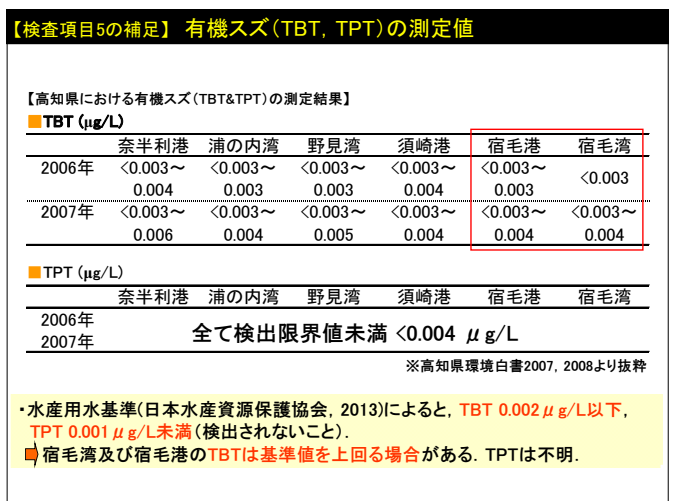 【検査項目5の補足】 有機スズ(TBT, TPT)の測定値
【高知県における有機スズ(TBT&TPT)の測定結果】
■TBT (μg/L)
奈半利港 浦の内湾 野見湾 須崎港 宿毛港 宿毛湾
2006年 <0.003～ <0.003～ <0.003～ <0.003～ <0.003～ <0.003
0.004 0.003 0.003 0.004 0.003
2007年 <0.003～ <0.003～ <0.003～ <0.003～ <0.003～ <0.003～
0.006 0.004 0.005 0.004 0.004 0.004
■TPT (μg/L)
奈半利港 浦の内湾 野見湾 須崎港 宿毛港 宿毛湾
2006年
全て検出限界値未満 <0.004 μg/L
2007年
※高知県環境白書2007, 2008より抜粋
・水産用水基準(日本水産資源保護協会, 2013)によると, TBT 0.002μg/L以下,
TPT 0.001μg/L未満(検出されないこと).
宿毛湾及び宿毛港のTBTは基準値を上回る場合がある. TPTは不明.